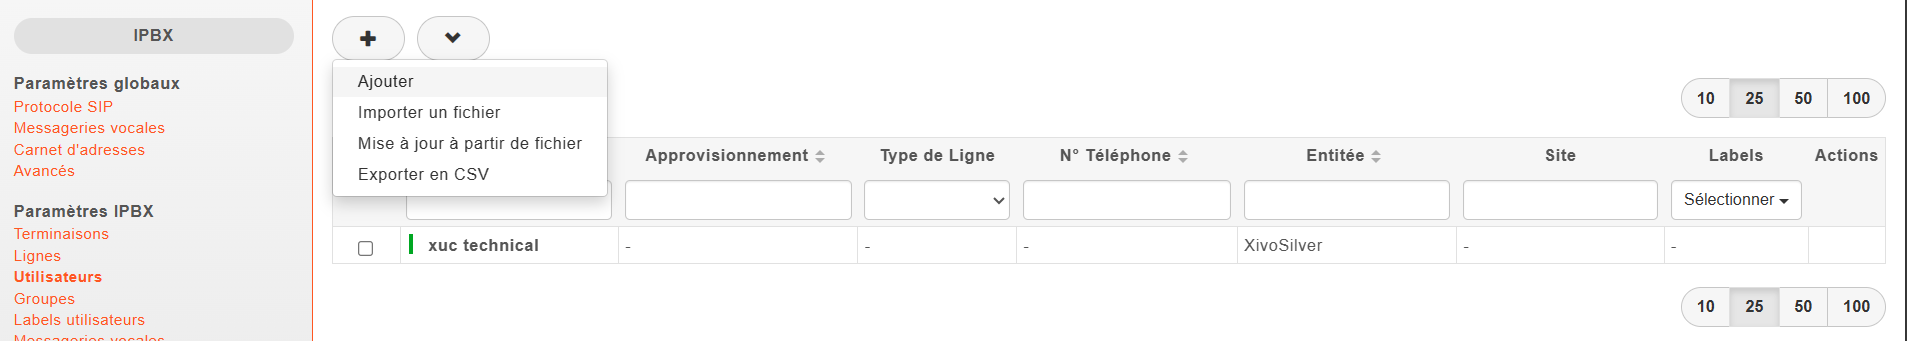 IPBX
Paramètres globaux
Protocole SIP
Messageries vocales
Carnet d'adresses
Avancés
Paramètres IPBX
Terminaisons
Lignes
Utilisateurs
Groupes
Labels utilisateurs
Messageries vocales
Ajouter
Importer un fichier
Mise à jour à partir de fichier
Exporter en CSV
10 25 50 100
Approvisionnement Type de Ligne N° Téléphone Entitée Site Labels Actions
Sélectionner
xuc technical - - - XivoSilver - -
10 25 50 100